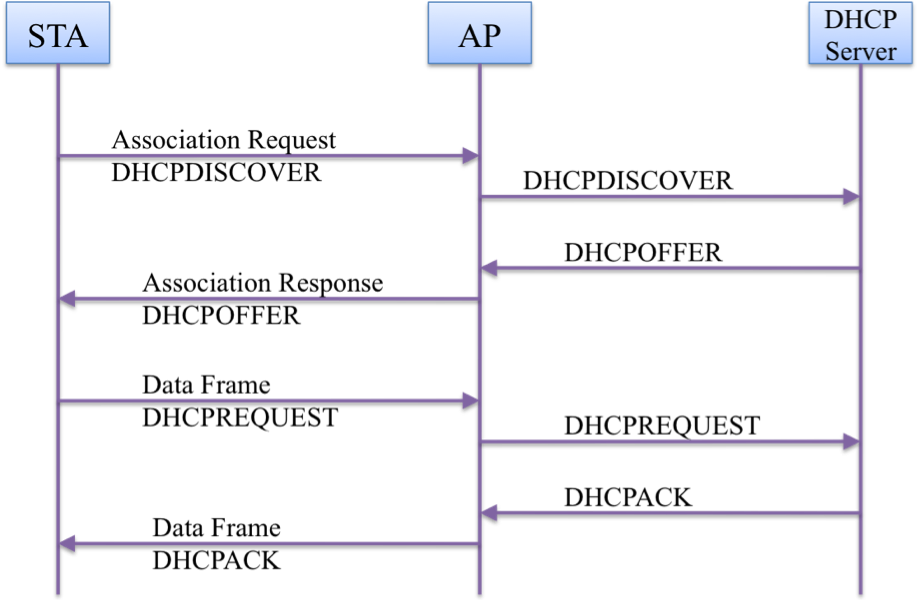 STA
AP
DHCP
Server
Association Request
DHCPDISCOVER
DHCPDISCOVER
DHCPOFFER
Association Response
DHCPOFFER
Data Frame
DHCPREQUEST
DHCPREQUEST
DHCPACK
Data Frame
DHCPACK